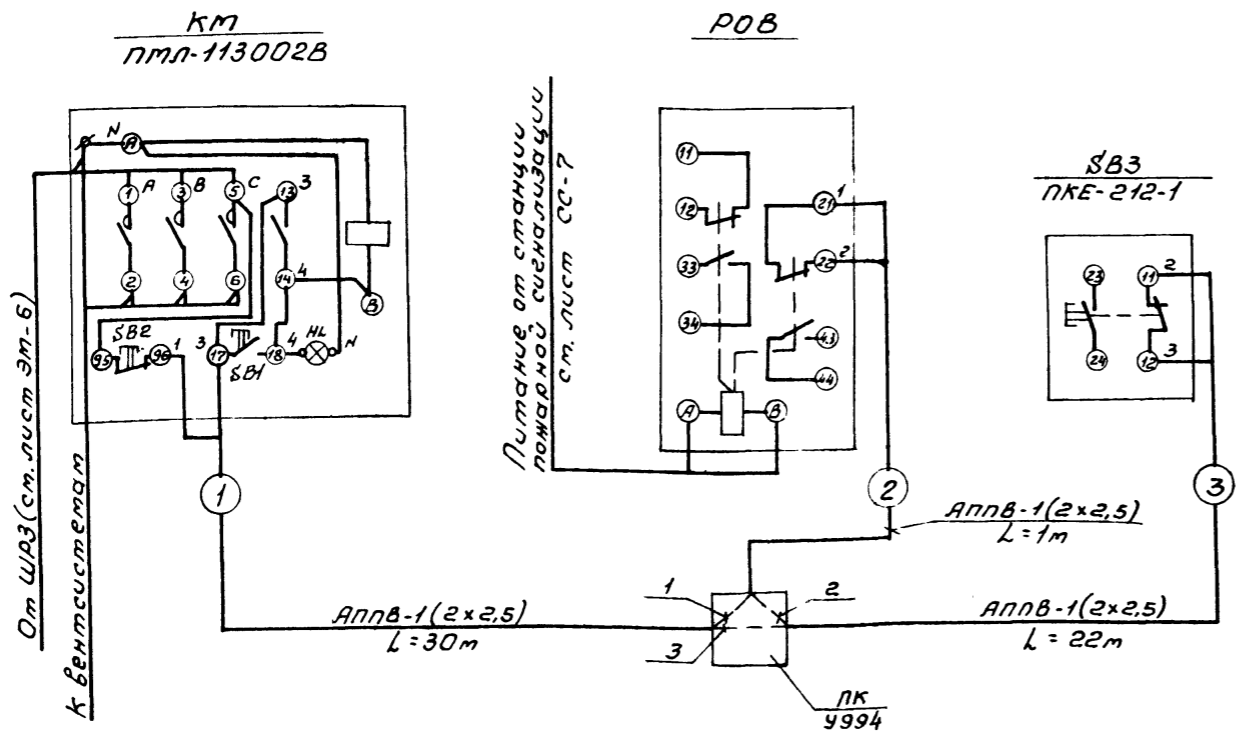 КМ
ПМЛ-113002В
РОВ
SB3
ПКЕ-212-1
От ШР3 (см. лист ЭМ-6)
К вентсистемам
Питание от станции
пожарной сигнализации
см. лист СС-7
N
A
1 A
3 B
5 C
13 3
2
4
6
14 4
B
SB2
95
96 1
3 17
SB1
18 4
HL
N
11
12
33
34
21 1
22 2
43
44
A
B
23
24
11 2
12 3
1
2
3
АППВ-1(2×2,5)
L=1м
АППВ-1(2×2,5)
L=30м
АППВ-1(2×2,5)
L=22м
1
2
3
ПК
У994